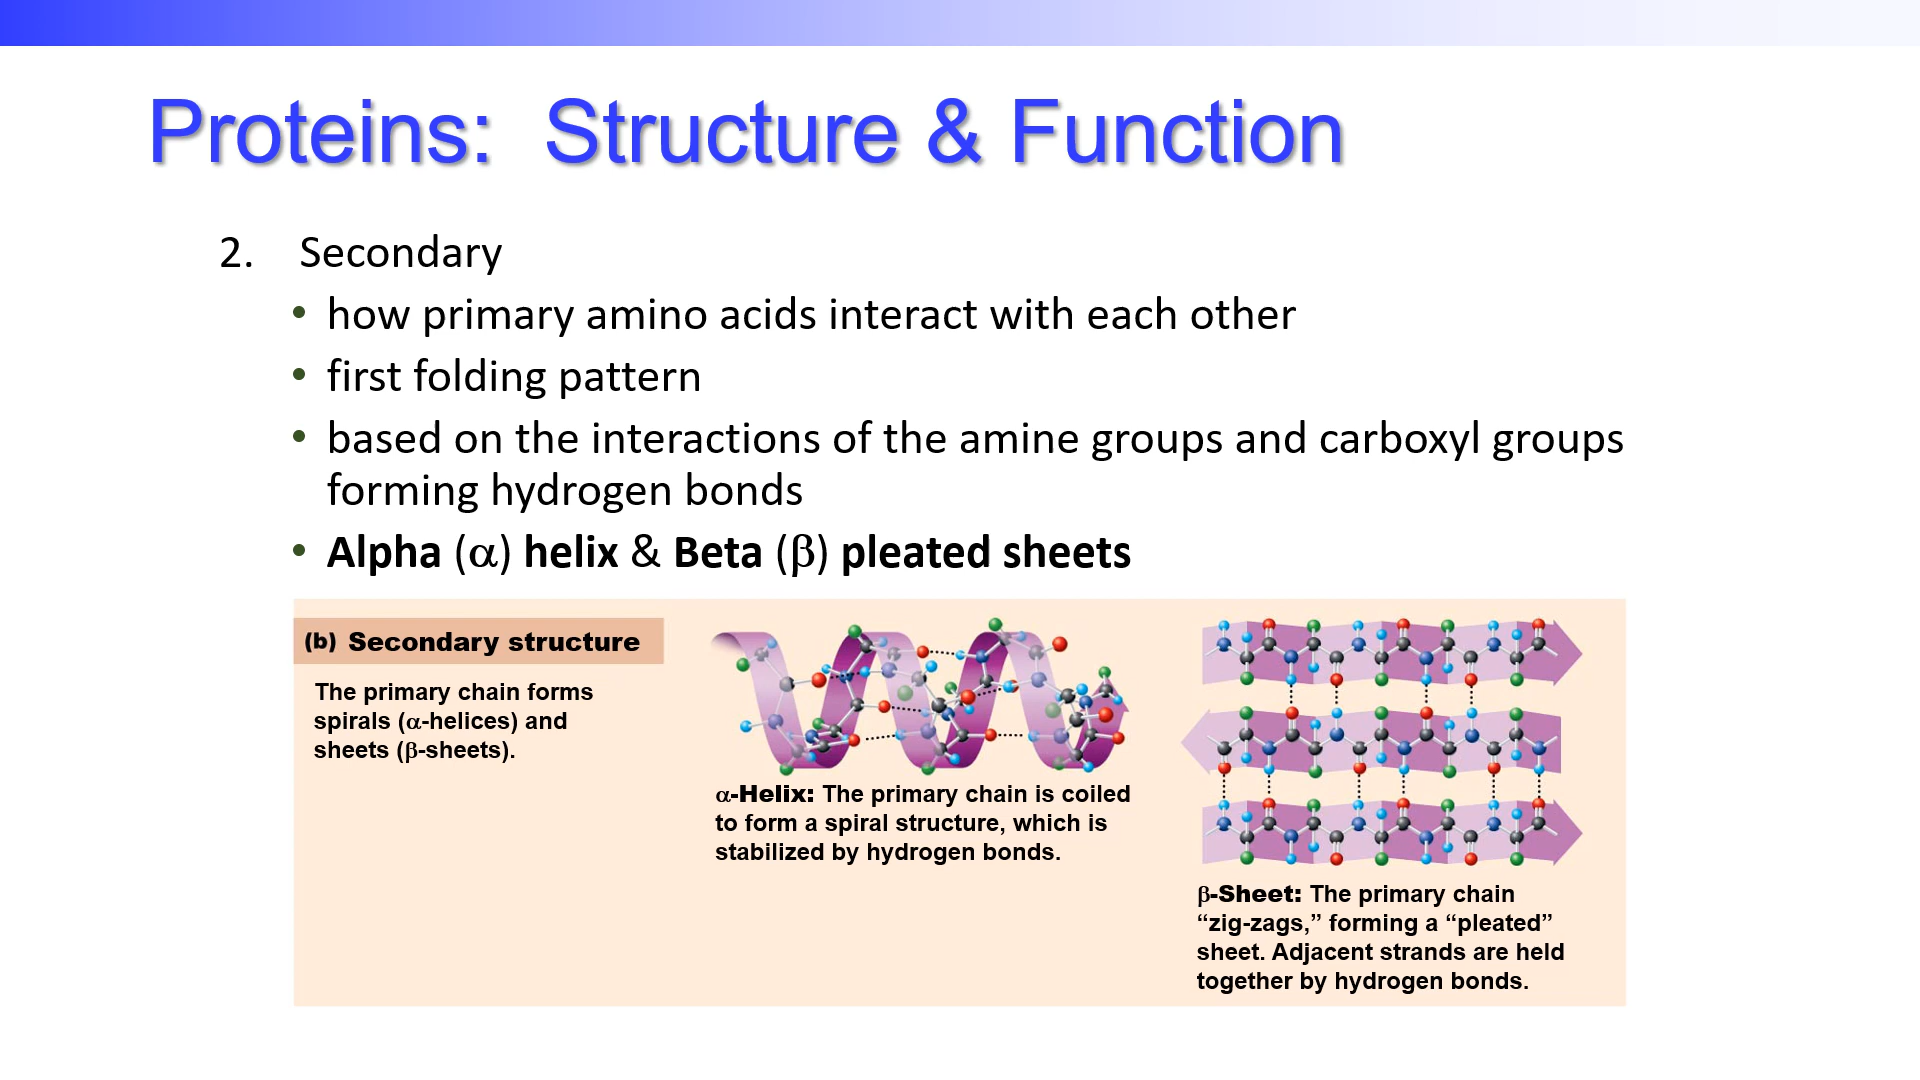 Proteins:  Structure & Function
2. Secondary
• how primary amino acids interact with each other
• first folding pattern
• based on the interactions of the amine groups and carboxyl groups
forming hydrogen bonds
• Alpha (α) helix & Beta (β) pleated sheets
(b) Secondary structure
The primary chain forms
spirals (α-helices) and
sheets (β-sheets).
α-Helix: The primary chain is coiled
to form a spiral structure, which is
stabilized by hydrogen bonds.
β-Sheet: The primary chain
“zig-zags,” forming a “pleated”
sheet. Adjacent strands are held
together by hydrogen bonds.